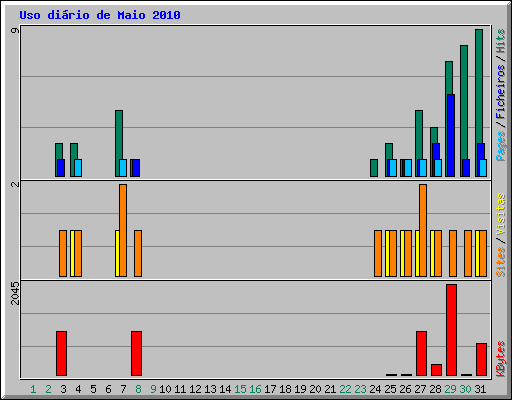 Uso diário de Maio 2010
9
2
2045
Pages / Ficheiros / Hits
Sites / Visitas
KBytes
1 2 3 4 5 6 7 8 9 10 11 12 13 14 15 16 17 18 19 20 21 22 23 24 25 26 27 28 29 30 31